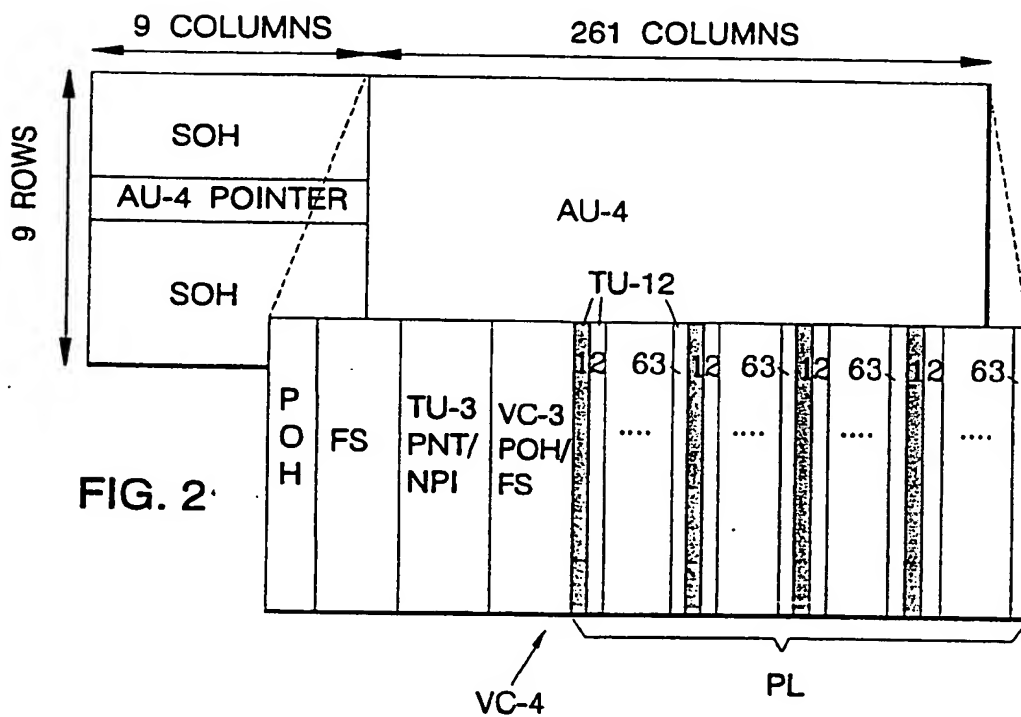 9 COLUMNS
261 COLUMNS
9 ROWS
SOH
AU-4 POINTER
SOH
AU-4
TU-12
POH
FS
TU-3
PNT/
NPI
VC-3
POH/
FS
1 2 .... 63 1 2 .... 63 1 2 .... 63 1 2 .... 63
FIG. 2
VC-4
PL